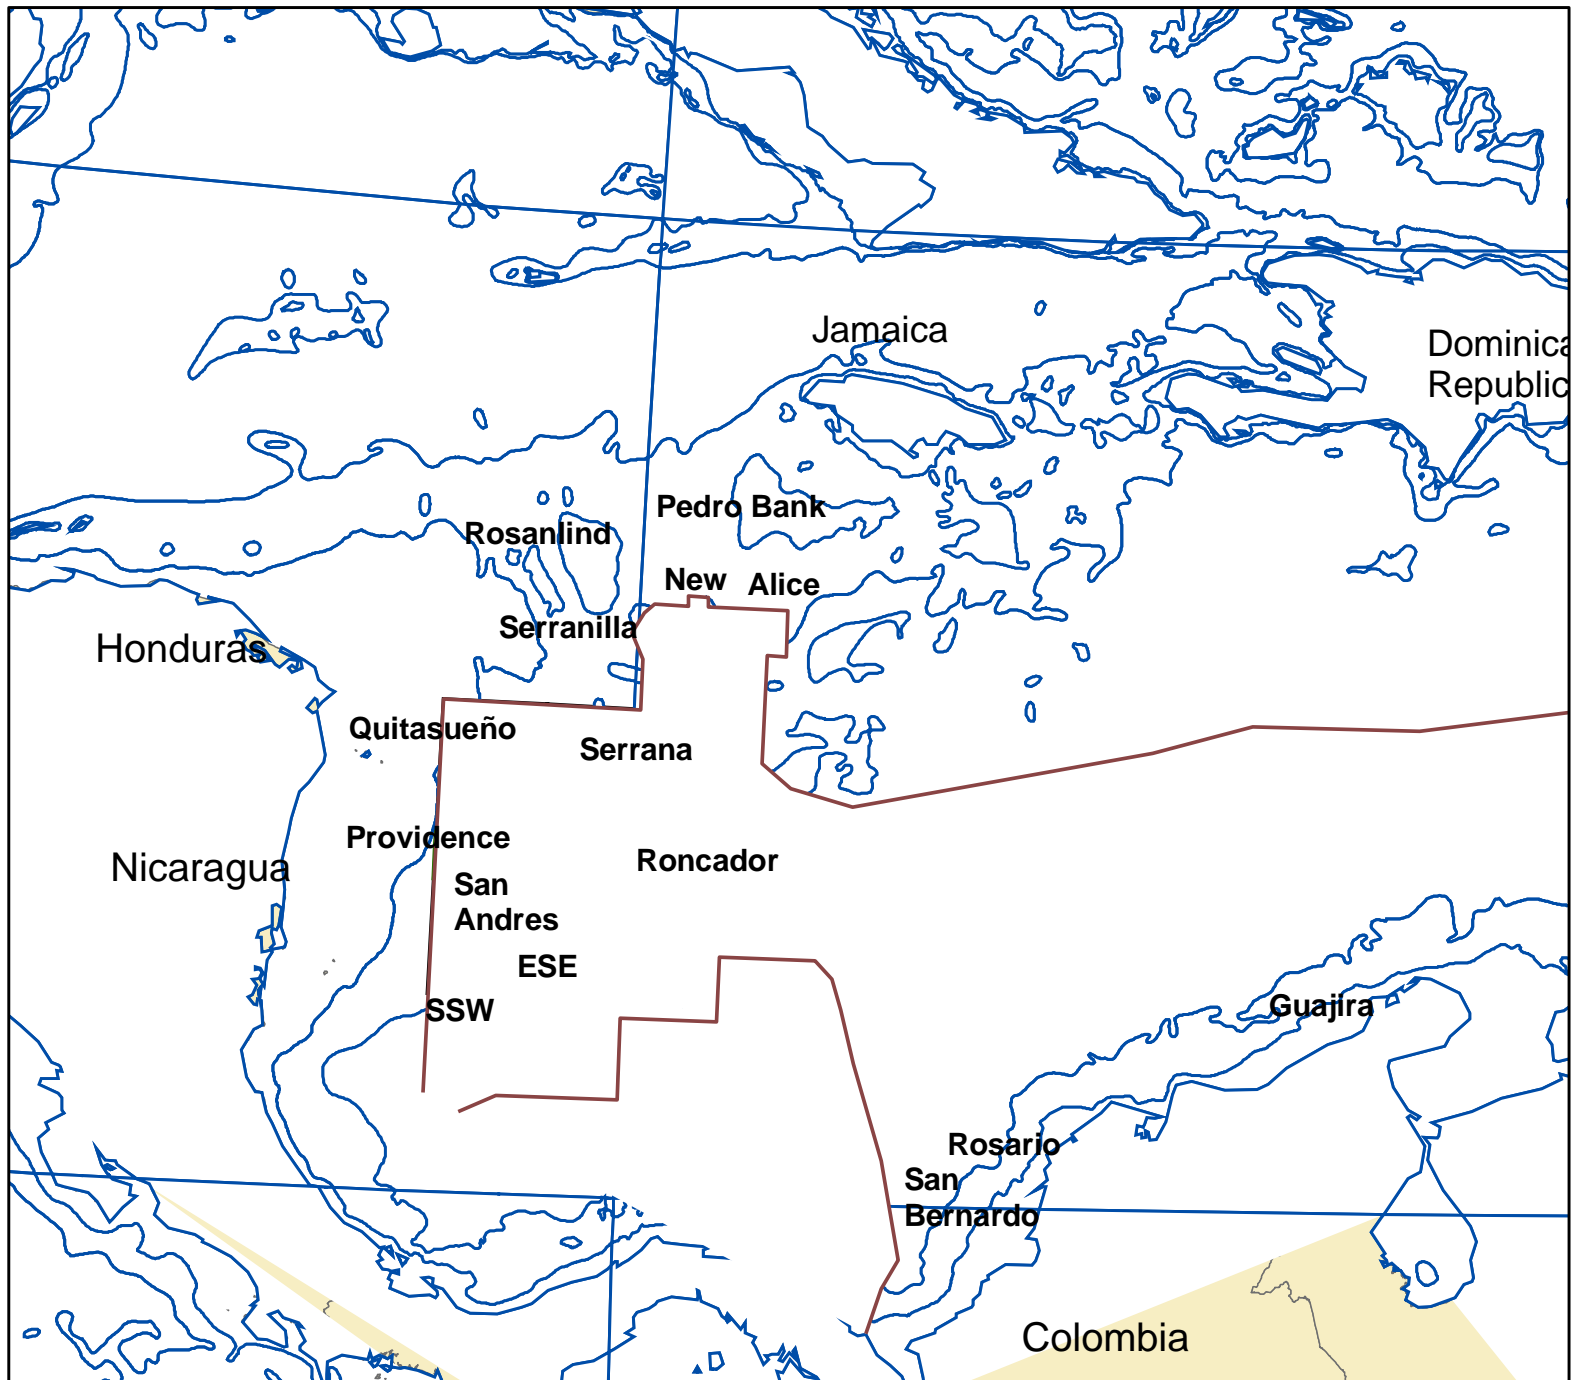 Jamaica
Dominica
Republic
Pedro Bank
Rosanlind
New
Alice
Serranilla
Honduras
Quitasueño
Serrana
Providence
Roncador
Nicaragua
San
Andres
ESE
SSW
Guajira
Rosario
San
Bernardo
Colombia